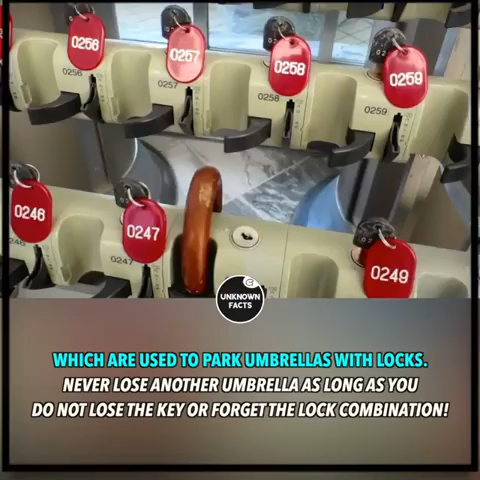 0256
0257
0258
0259
0256
0257
0258
0259
0246
0247
0249
246
0247
UNKNOWN
FACTS
WHICH ARE USED TO PARK UMBRELLAS WITH LOCKS.
NEVER LOSE ANOTHER UMBRELLA AS LONG AS YOU
DO NOT LOSE THE KEY OR FORGET THE LOCK COMBINATION!